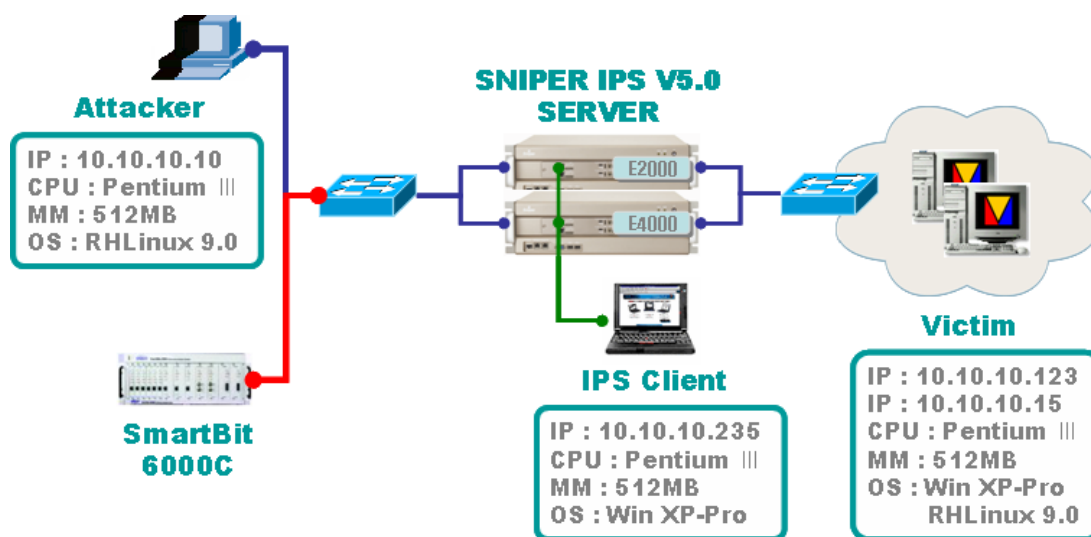 Attacker
IP : 10.10.10.10
CPU : Pentium Ⅲ
MM : 512MB
OS : RHLinux 9.0
SmartBit
6000C
SNIPER IPS V5.0
SERVER
E2000
E4000
IPS Client
IP : 10.10.10.235
CPU : Pentium Ⅲ
MM : 512MB
OS : Win XP-Pro
Victim
IP : 10.10.10.123
IP : 10.10.10.15
CPU : Pentium Ⅲ
MM : 512MB
OS : Win XP-Pro
RHLinux 9.0